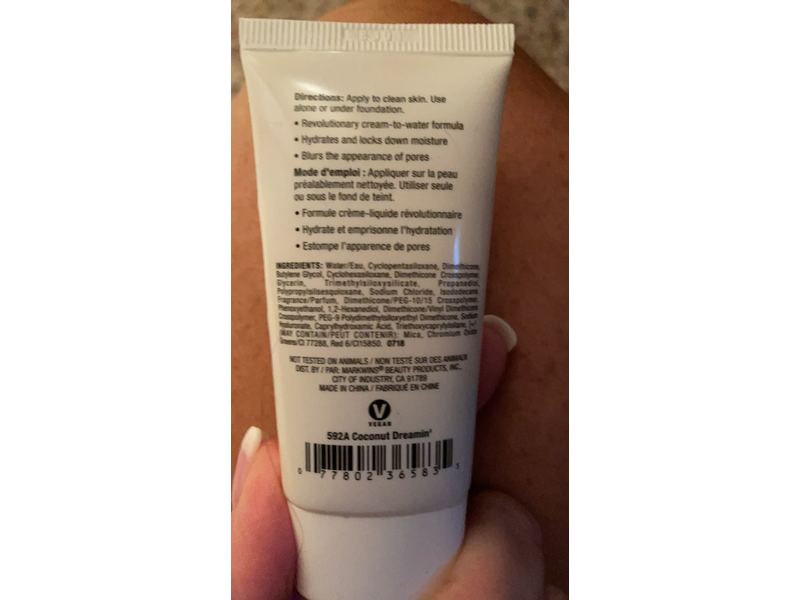 Directions: Apply to clean skin. Use
alone or under foundation.
• Revolutionary cream-to-water formula
• Hydrates and locks down moisture
• Blurs the appearance of pores
Mode d'emploi : Appliquer sur la peau
préalablement nettoyée. Utiliser seule
ou sous le fond de teint.
• Formule crème-liquide révolutionnaire
• Hydrate et emprisonne l'hydratation
• Estompe l'apparence de pores
INGREDIENTS: Water/Eau, Cyclopentasiloxane, Dimethicone,
Butylene Glycol, Cyclohexasiloxane, Dimethicone Crosspolymer,
Glycerin, Trimethylsiloxysilicate, Propanediol,
Polypropylsilsesquioxane, Sodium Chloride, Isododecane,
Fragrance/Parfum, Dimethicone/PEG-10/15 Crosspolymer,
Phenoxyethanol, 1,2-Hexanediol, Dimethicone/Vinyl Dimethicone
Crosspolymer, PEG-9 Polydimethylsiloxyethyl Dimethicone, Sodium
Hyaluronate, Caprylhydroxamic Acid, Triethoxycaprylylsilane, [+/-
(MAY CONTAIN/PEUT CONTENIR): Mica, Chromium Oxide
Greens/CI 77288, Red 6/CI15850. 0718
NOT TESTED ON ANIMALS / NON TESTÉ SUR DES ANIMAUX
DIST. BY / PAR: MARKWINS® BEAUTY PRODUCTS, INC.,
CITY OF INDUSTRY, CA 91789
MADE IN CHINA / FABRIQUÉ EN CHINE
V
VEGAN
592A Coconut Dreamin'
0 77802 36583 3